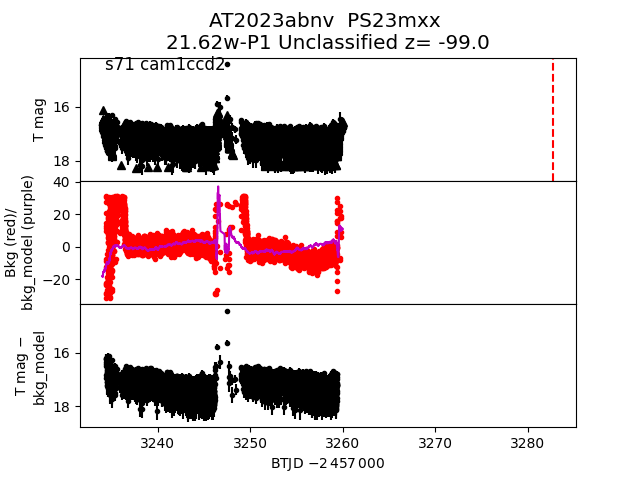 AT2023abnv  PS23mxx
21.62w-P1 Unclassified z= -99.0
s71 cam1ccd2
T mag
16
18
Bkg (red)/
bkg_model (purple)
40
20
0
−20
T mag −
bkg_model
16
18
3240 3250 3260 3270 3280
BTJD −2 457 000